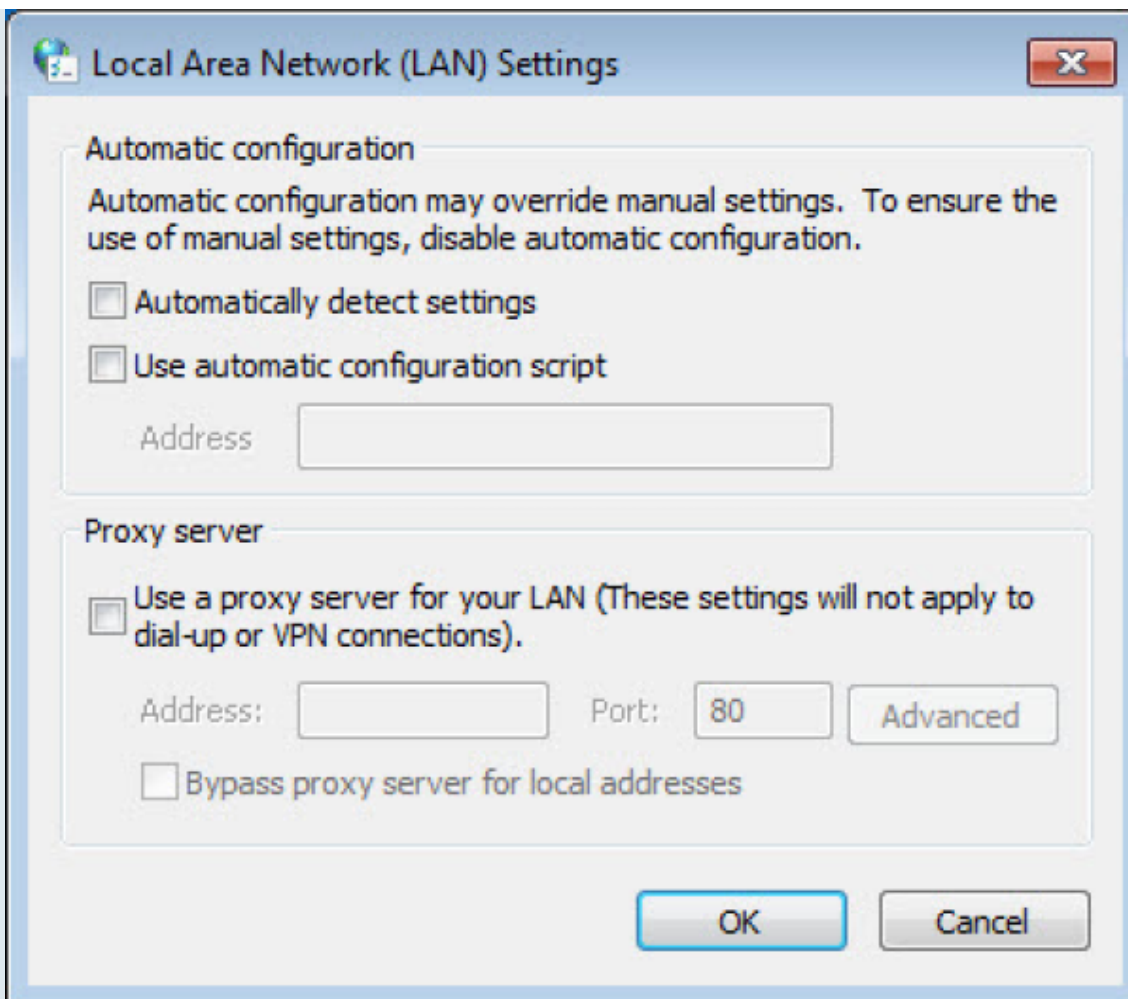 Local Area Network (LAN) Settings
Automatic configuration
Automatic configuration may override manual settings.  To ensure the
use of manual settings, disable automatic configuration.
Automatically detect settings
Use automatic configuration script
Address
Proxy server
Use a proxy server for your LAN (These settings will not apply to
dial-up or VPN connections).
Address: Port: 80 Advanced
Bypass proxy server for local addresses
OK Cancel